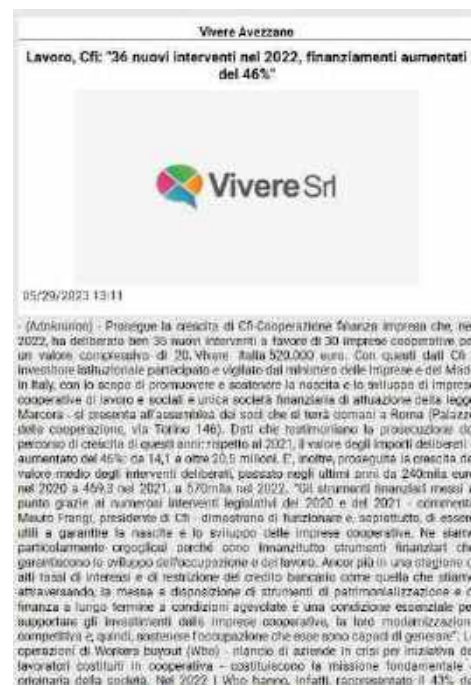 Vivere Avezzano
Lavoro, Cfi: "36 nuovi interventi nel 2022, finanziamenti aumentati
del 46%"
Vivere Srl
05/29/2023 13:11
- (Adnkronos) - Prosegue la crescita di Cfi-Cooperazione finanza impresa che, nel
2022, ha deliberato ben 36 nuovi interventi a favore di 30 imprese cooperative per
un valore complessivo di 20. Vivere Italia 520.000 euro. Con questi dati Cfi -
investitore istituzionale partecipato e vigilato dal ministero delle Imprese e del Made
in Italy, con lo scopo di promuovere e sostenere la nascita e lo sviluppo di imprese
cooperative di lavoro e sociali e unica società finanziaria di attuazione della legge
Marcora - si presenta all'assemblea dei soci che si terrà domani a Roma (Palazzo
della cooperazione, via Torino 146). Dati che testimoniano la prosecuzione del
percorso di crescita di questi anni: rispetto al 2021, il valore degli importi deliberati è
aumentato del 46%: da 14,1 a oltre 20,5 milioni. E', inoltre, proseguita la crescita del
valore medio degli interventi deliberati, passato negli ultimi anni da 240mila euro
nel 2020 a 469,3 nel 2021, a 570mila nel 2022. "Gli strumenti finanziari messi a
punto grazie ai numerosi interventi legislativi del 2020 e del 2021 - commenta
Mauro Frangi, presidente di Cfi - dimostrano di funzionare e, soprattutto, di essere
utili a garantire la nascita e lo sviluppo delle imprese cooperative. Ne siamo
particolarmente orgogliosi perché sono innanzitutto strumenti finanziari che
garantiscono lo sviluppo dell'occupazione e del lavoro. Ancor più in una stagione di
alti tassi di interessi e di restrizione del credito bancario come quella che stiamo
attraversando, la messa a disposizione di strumenti di patrimonializzazione e di
finanza a lungo termine a condizioni agevolate è una condizione essenziale per
supportare gli investimenti delle imprese cooperative, la loro modernizzazione
competitiva e, quindi, sostenere l'occupazione che esse sono capaci di generare". Le
operazioni di Workers buyout (Wbo) - rilancio di aziende in crisi per iniziativa dei
lavoratori costituiti in cooperativa - costituiscono la missione fondamentale e
originaria della società. Nel 2022 i Wbo hanno, infatti, rappresentato il 43% di